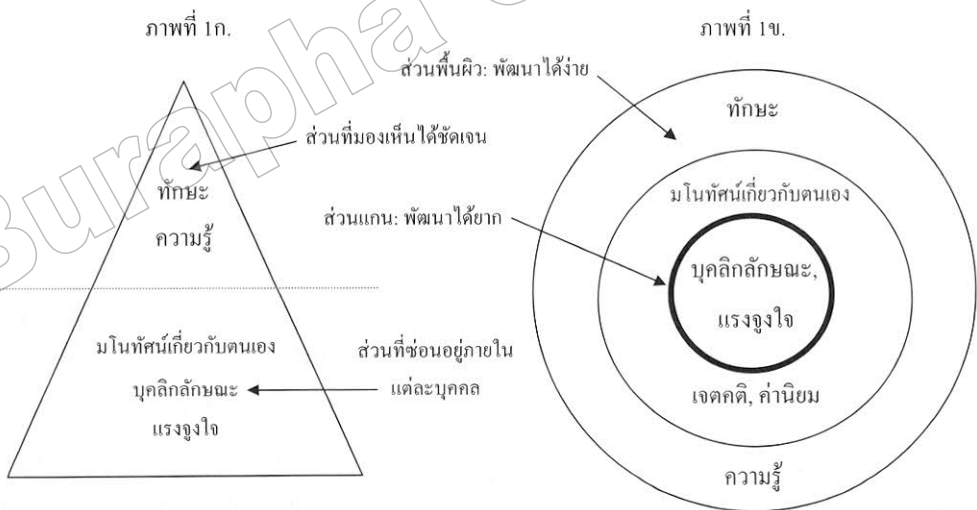 ภาพที่ 1ก.
ส่วนที่มองเห็นได้ชัดเจน
ทักษะ
ความรู้
มโนทัศน์เกี่ยวกับตนเอง
บุคลิกลักษณะ
แรงจูงใจ
ส่วนที่ซ่อนอยู่ภายใน
แต่ละบุคคล
ภาพที่ 1ข.
ส่วนพื้นผิว: พัฒนาได้ง่าย
ทักษะ
มโนทัศน์เกี่ยวกับตนเอง
ส่วนแกน: พัฒนาได้ยาก
บุคลิกลักษณะ,
แรงจูงใจ
เจตคติ, ค่านิยม
ความรู้
Burapha